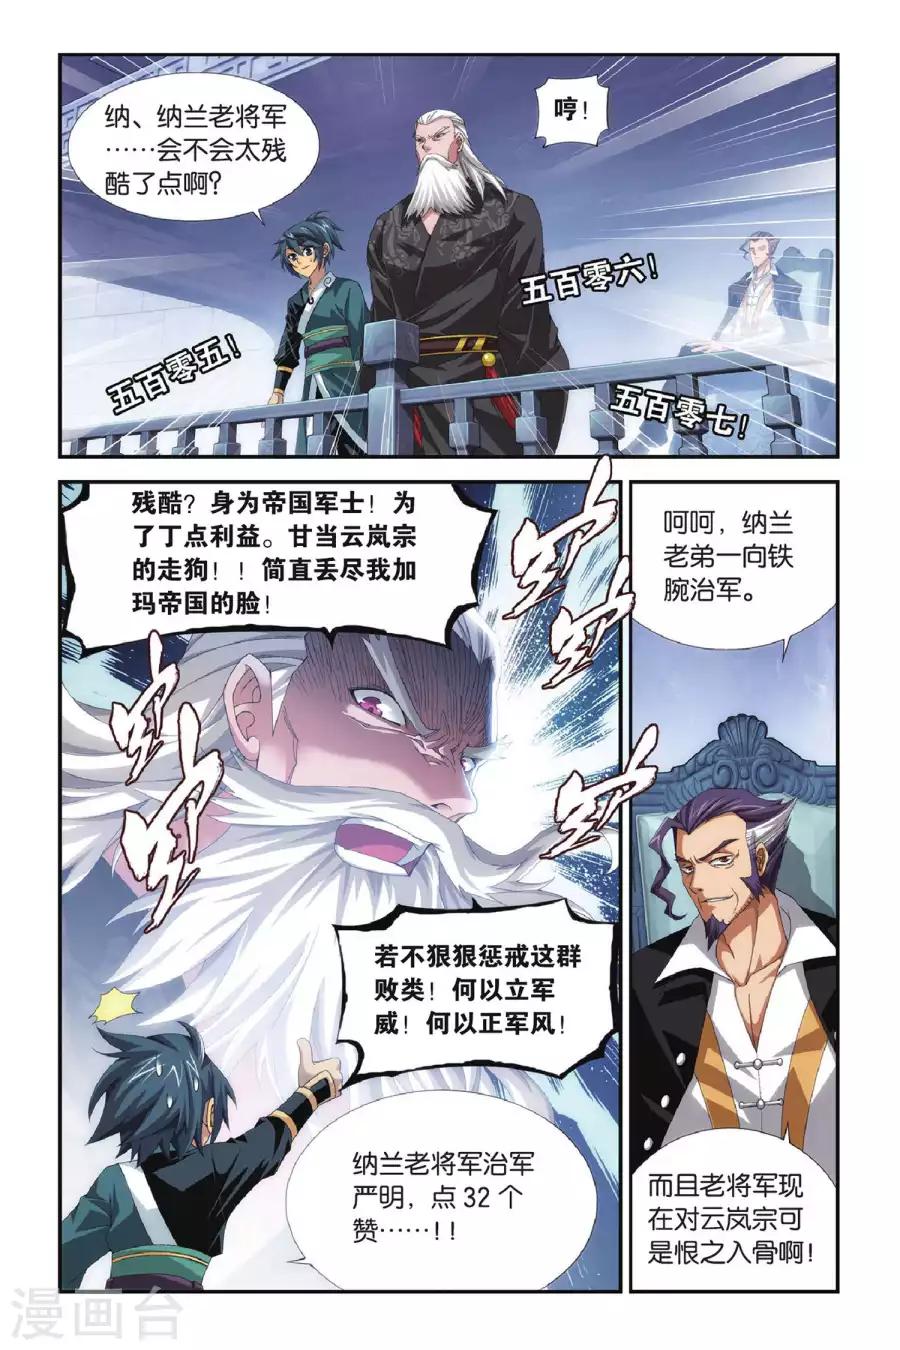 纳、纳兰老将军
……会不会太残
酷了点啊？
哼！
五百零五！
五百零六！
五百零七！
残酷？身为帝国军士！为
了丁点利益。甘当云岚宗
的走狗！！简直丢尽我加
玛帝国的脸！
若不狠狠惩戒这群
败类！何以立军
威！何以正军风！
纳兰老将军治军
严明，点32个
赞……!!
呵呵，纳兰
老弟一向铁
腕治军。
而且老将军现
在对云岚宗可
是恨之入骨啊！
漫画台